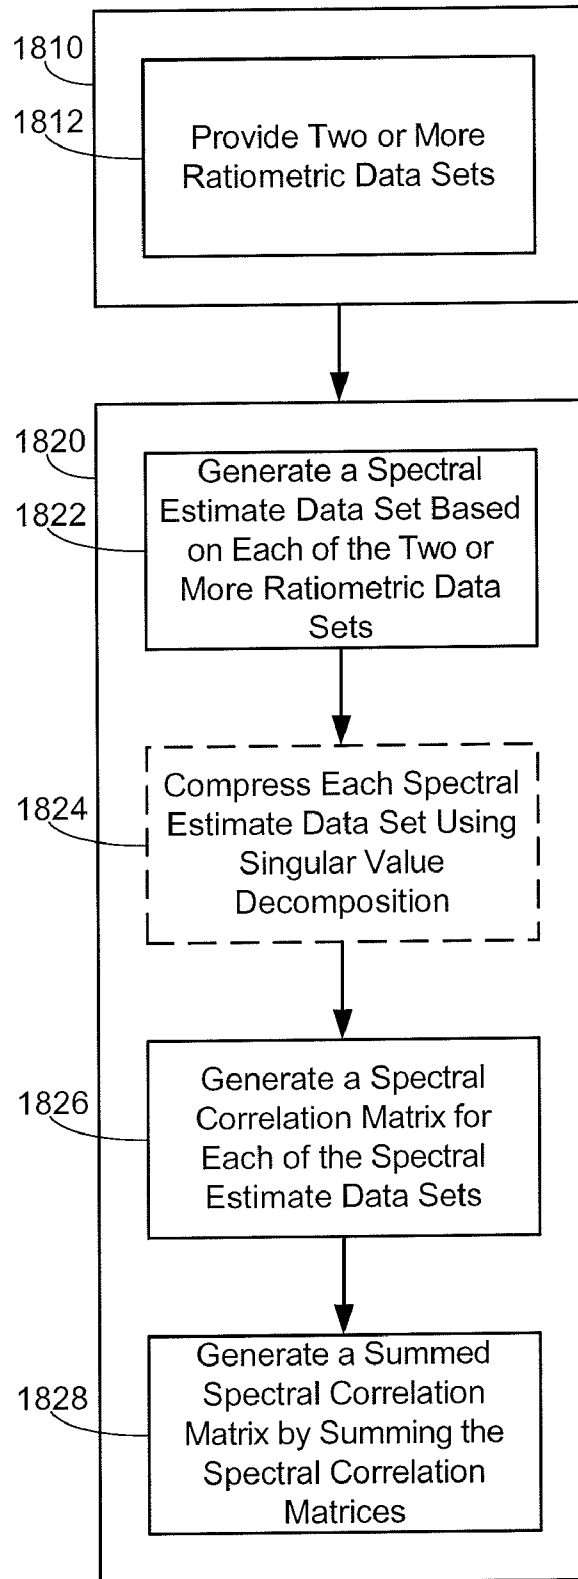 1810
1812
Provide Two or More
Ratiometric Data Sets
1820
1822
Generate a Spectral
Estimate Data Set Based
on Each of the Two or
More Ratiometric Data
Sets
1824
Compress Each Spectral
Estimate Data Set Using
Singular Value
Decomposition
1826
Generate a Spectral
Correlation Matrix for
Each of the Spectral
Estimate Data Sets
1828
Generate a Summed
Spectral Correlation
Matrix by Summing the
Spectral Correlation
Matrices